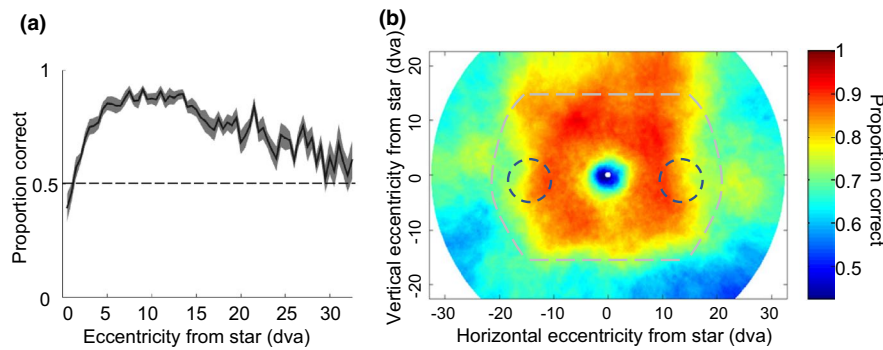 (a)
Proportion correct
1
0.5
0
0 5 10 15 20 25 30
Eccentricity from star (dva)
(b)
Vertical eccentricity from star (dva)
20
10
0
-10
-20
-30 -20 -10 0 10 20 30
Horizontal eccentricity from star (dva)
1
0.9
0.8
0.7
0.6
0.5
Proportion correct